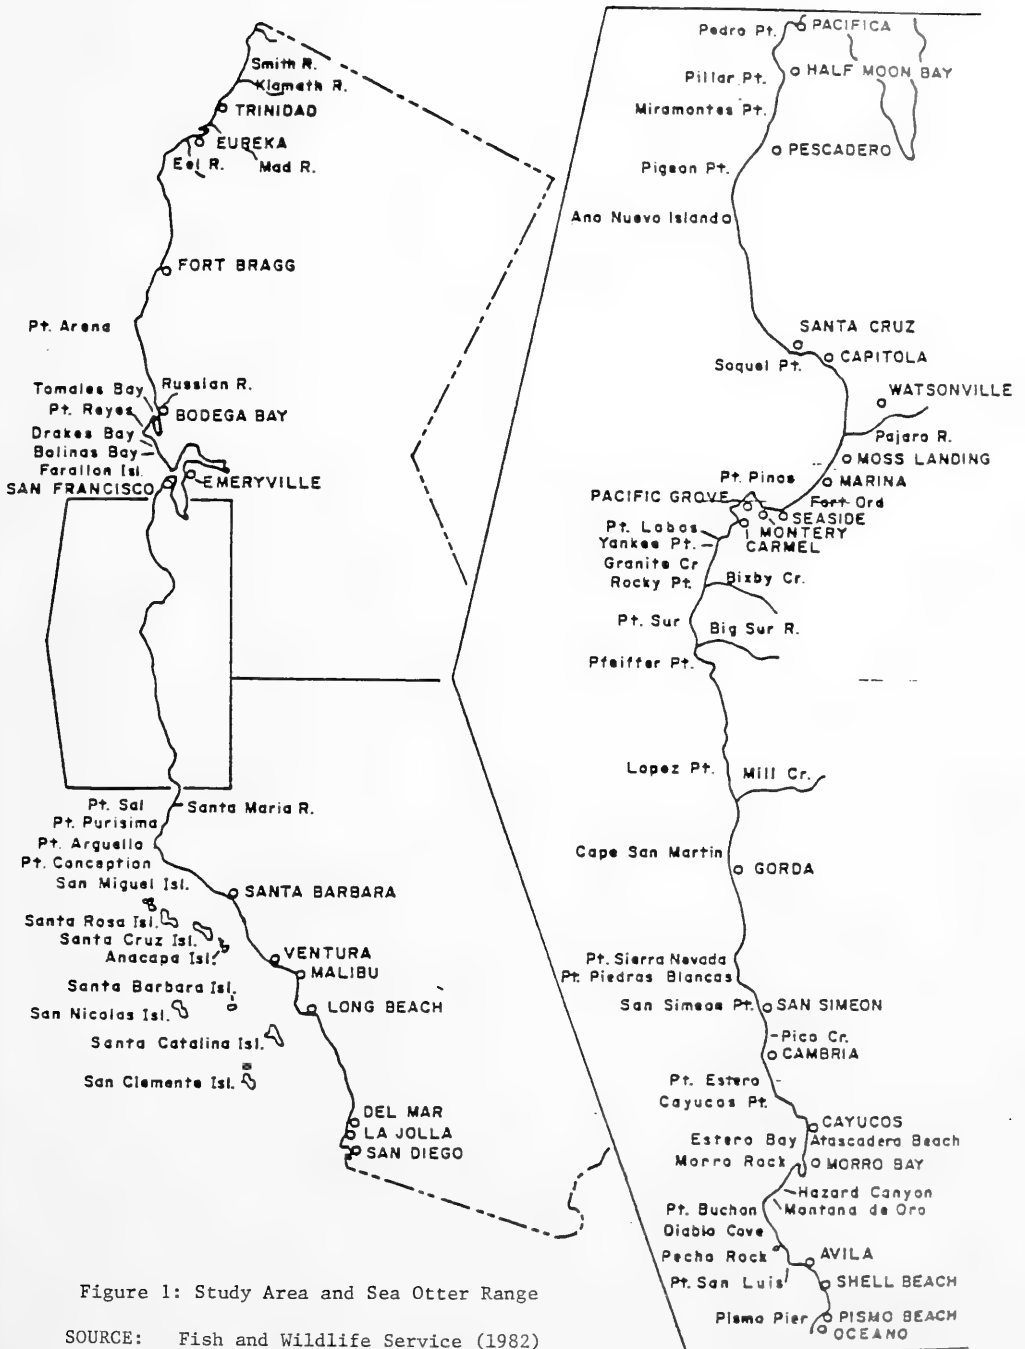 Smith R.
Klamath R.
TRINIDAD
EUREKA
Eel R.
Mad R.
FORT BRAGG
Pt. Arena
Russian R.
Tomales Bay
Pt. Reyes
BODEGA BAY
Drakes Bay
Bolinas Bay
Farallon Isl.
SAN FRANCISCO
EMERYVILLE
Pt. Sal
Santa Maria R.
Pt. Purisima
Pt. Arguello
Pt. Conception
San Miguel Isl.
SANTA BARBARA
Santa Rosa Isl.
Santa Cruz Isl.
Anacapa Isl.
VENTURA
MALIBU
Santa Barbara Isl.
San Nicolas Isl.
LONG BEACH
Santa Catalina Isl.
San Clemente Isl.
DEL MAR
LA JOLLA
SAN DIEGO
Pedro Pt.
PACIFICA
Pillar Pt.
HALF MOON BAY
Miramontes Pt.
PESCADERO
Pigeon Pt.
Ano Nuevo Island
SANTA CRUZ
Soquel Pt.
CAPITOLA
WATSONVILLE
Pajaro R.
MOSS LANDING
Pt. Pinos
MARINA
PACIFIC GROVE
Fort Ord
SEASIDE
Pt. Lobos
MONTERY
Yankee Pt.
CARMEL
Granite Cr
Rocky Pt.
Bixby Cr.
Pt. Sur
Big Sur R.
Pfeiffer Pt.
Lopez Pt.
Mill Cr.
Cape San Martin
GORDA
Pt. Sierra Nevada
Pt. Piedras Blancas
San Simeos Pt.
SAN SIMEON
Pico Cr.
CAMBRIA
Pt. Estero
Cayucos Pt.
CAYUCOS
Estero Bay
Atascadero Beach
Morro Rock
MORRO BAY
Hazard Canyon
Pt. Buchon
Montana de Oro
Diablo Cove
Pecho Rock
AVILA
Pt. San Luis
SHELL BEACH
Pismo Pier
PISMO BEACH
OCEANO
Figure 1: Study Area and Sea Otter Range
SOURCE: Fish and Wildlife Service (1982)